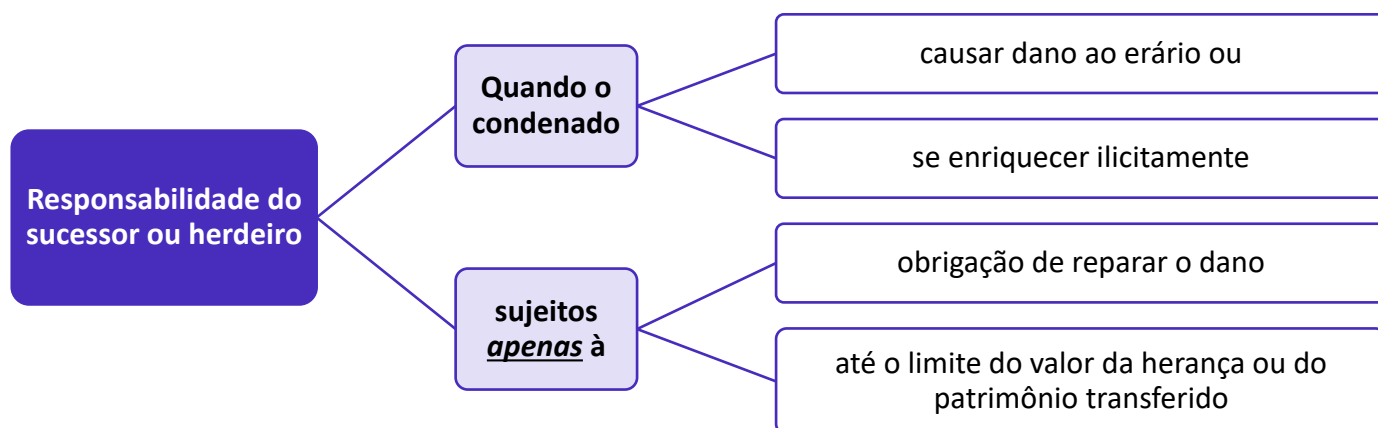 Responsabilidade do
sucessor ou herdeiro
Quando o
condenado
causar dano ao erário ou
se enriquecer ilicitamente
sujeitos
apenas à
obrigação de reparar o dano
até o limite do valor da herança ou do
patrimônio transferido